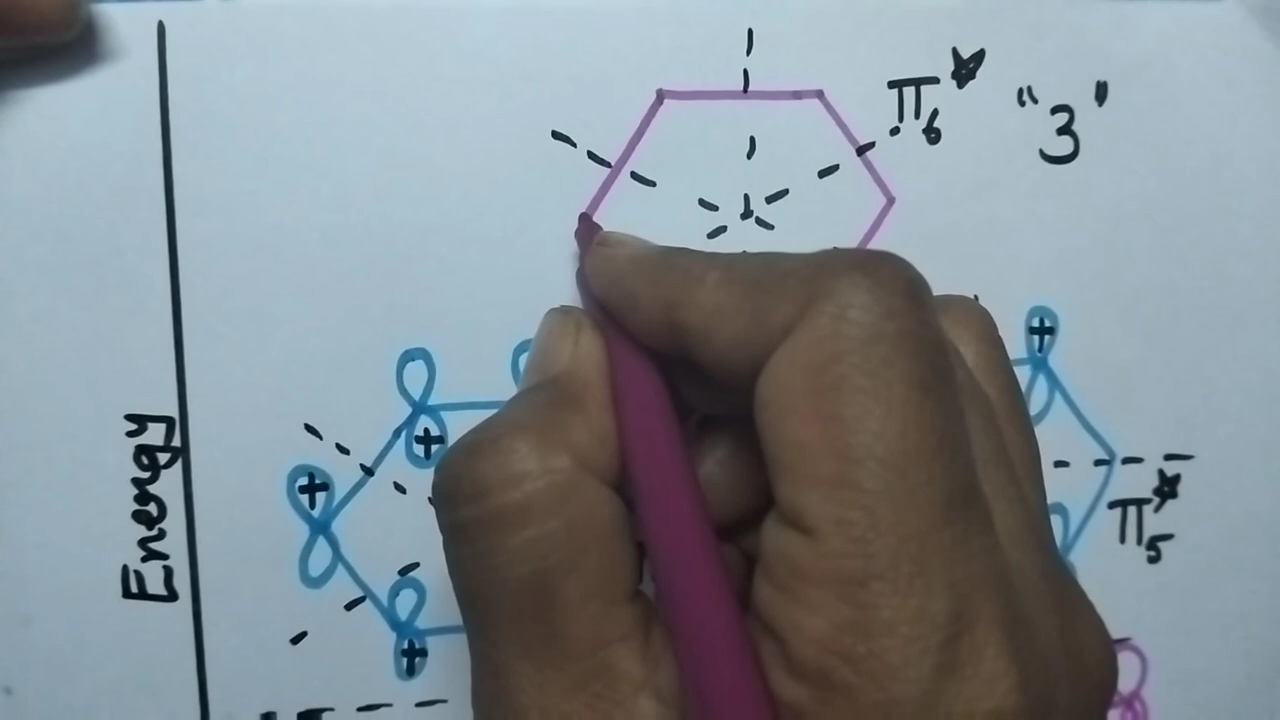 π₆* "3"
+
+
+
π₅*
+
Energy